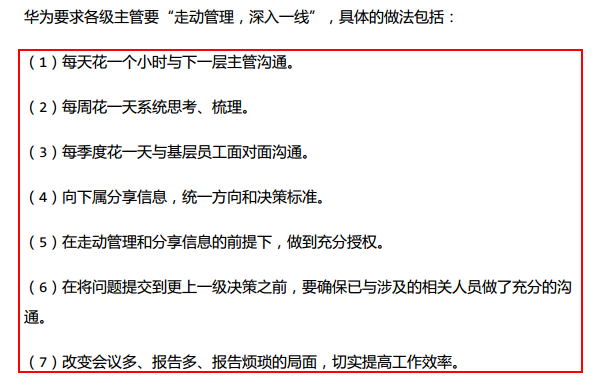 华为要求各级主管要“走动管理，深入一线”，具体的做法包括：
（1）每天花一个小时与下一层主管沟通。
（2）每周花一天系统思考、梳理。
（3）每季度花一天与基层员工面对面沟通。
（4）向下属分享信息，统一方向和决策标准。
（5）在走动管理和分享信息的前提下，做到充分授权。
（6）在将问题提交到更上一级决策之前，要确保已与涉及的相关人员做了充分的沟
通。
（7）改变会议多、报告多、报告烦琐的局面，切实提高工作效率。